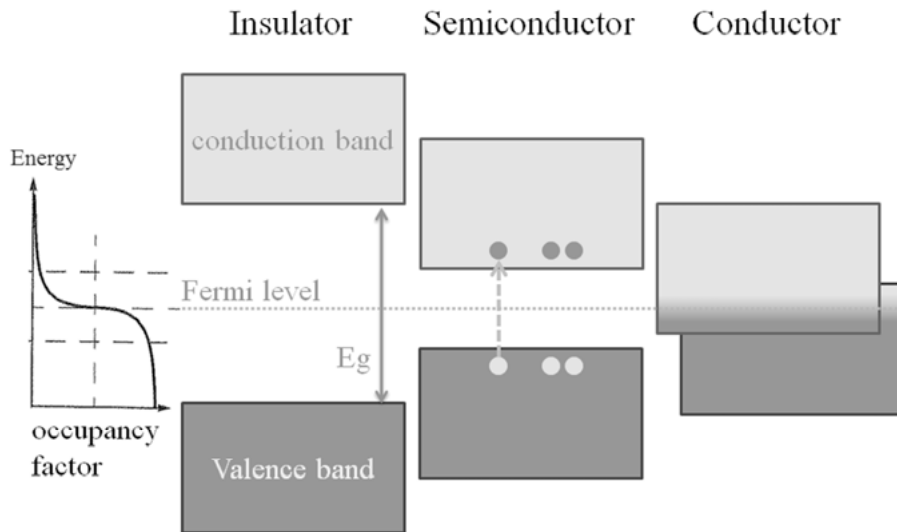 Insulator
Semiconductor
Conductor
conduction band
Energy
Fermi level
Eg
occupancy
factor
Valence band